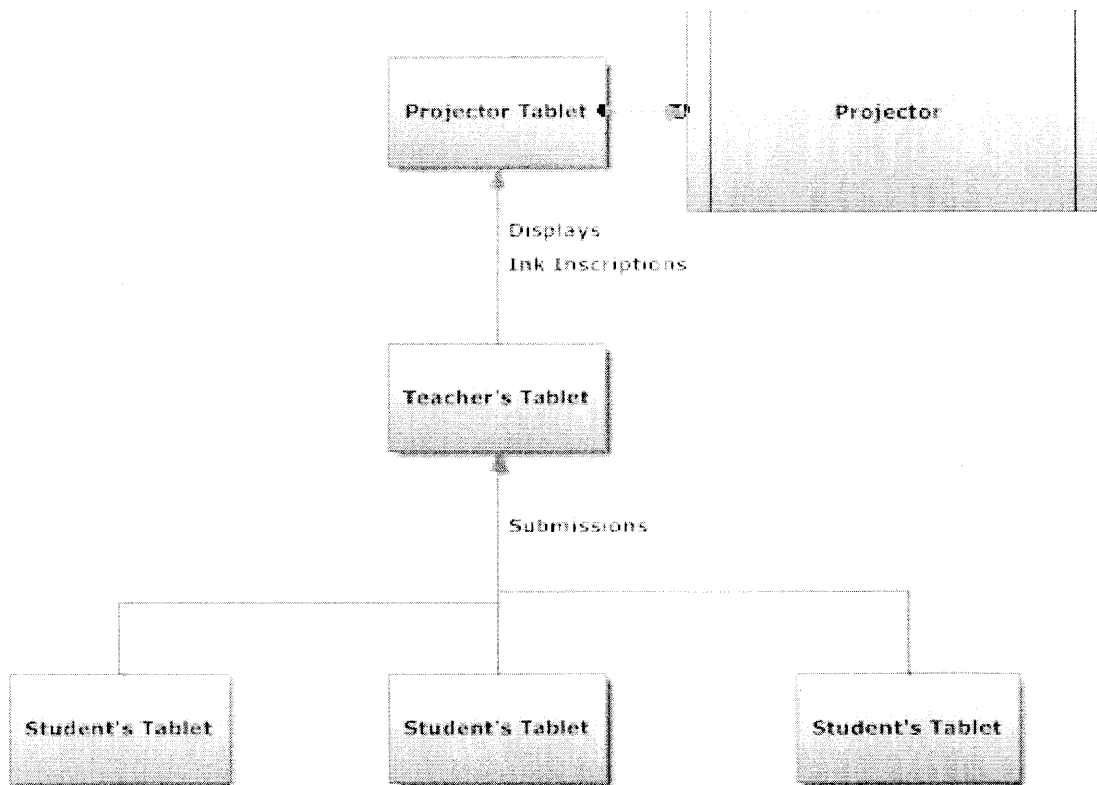 Projector Tablet
Projector
Displays
Ink Inscriptions
Teacher's Tablet
Submissions
Student's Tablet
Student's Tablet
Student's Tablet